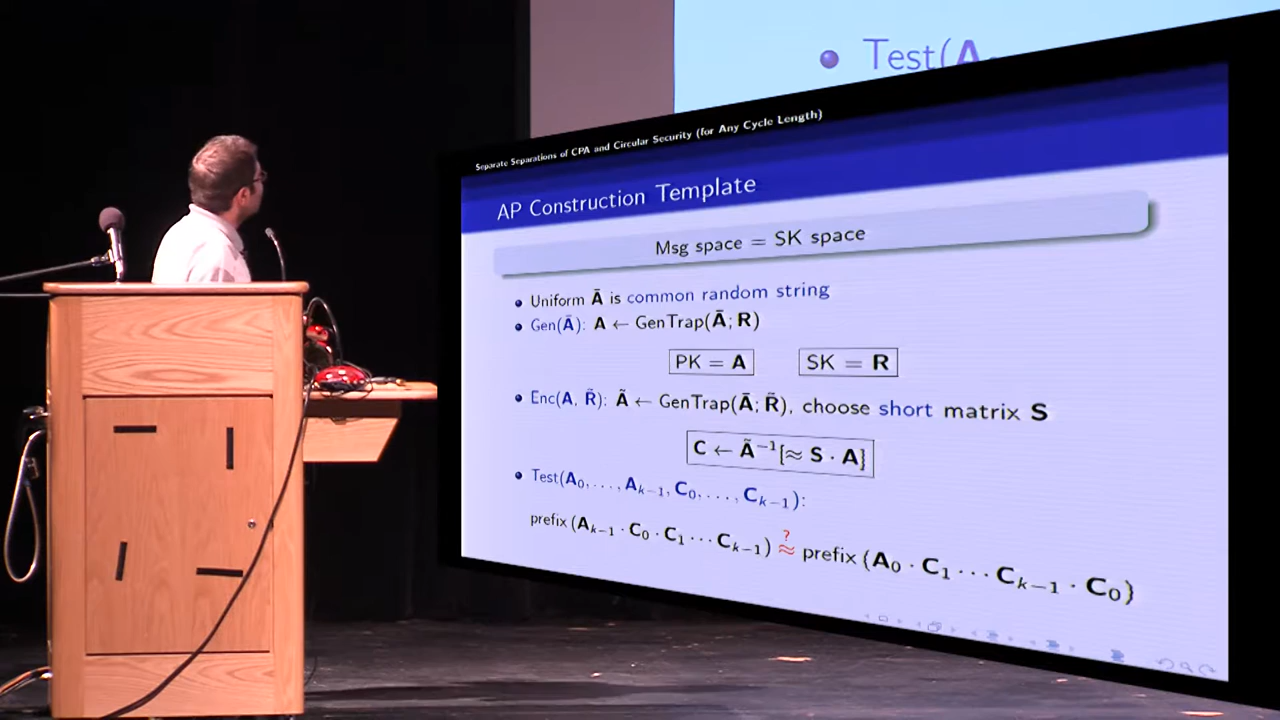 Test(A
Separate Separations of CPA and Circular Security (for Any Cycle Length)
AP Construction Template
Msg space = SK space
• Uniform Ā is common random string
• Gen(Ā): A ← GenTrap(Ā; R)
PK = A SK = R
• Enc(A, R̃): Ã ← GenTrap(Ā; R̃), choose short matrix S
C ← Ã⁻¹[≈ S · A]
• Test(A₀, . . . , Aₖ₋₁, C₀, . . . , Cₖ₋₁):
prefix (Aₖ₋₁ · C₀ · C₁ · · · Cₖ₋₁) ≈? prefix (A₀ · C₁ · · · Cₖ₋₁ · C₀)